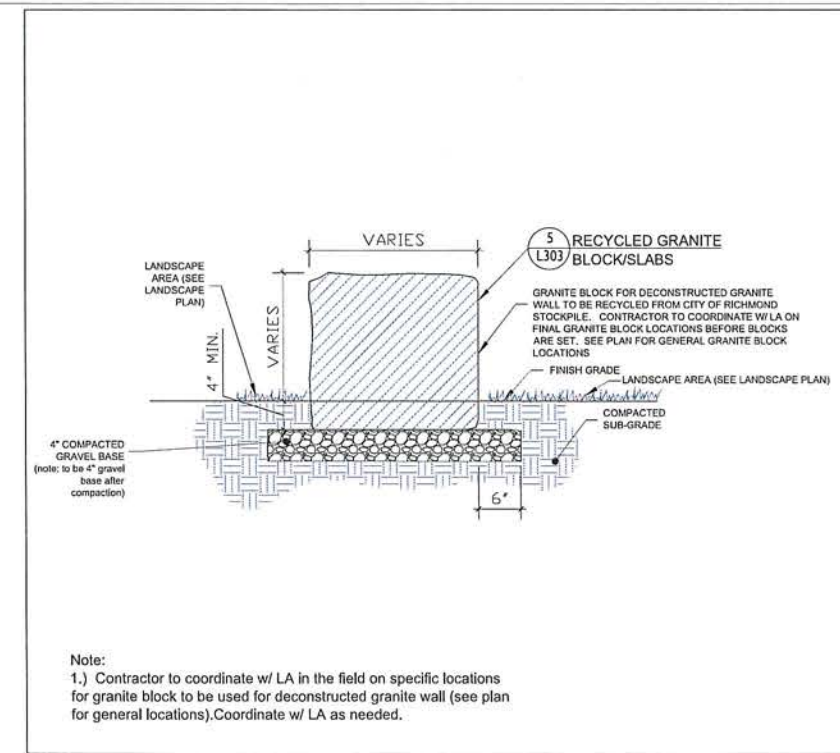 VARIES
5
L303
RECYCLED GRANITE
BLOCK/SLABS
LANDSCAPE
AREA (SEE
LANDSCAPE
PLAN)
VARIES
4" MIN.
GRANITE BLOCK FOR DECONSTRUCTED GRANITE
WALL TO BE RECYCLED FROM CITY OF RICHMOND
STOCKPILE. CONTRACTOR TO COORDINATE W/ LA ON
FINAL GRANITE BLOCK LOCATIONS BEFORE BLOCKS
ARE SET. SEE PLAN FOR GENERAL GRANITE BLOCK
LOCATIONS
FINISH GRADE
LANDSCAPE AREA (SEE LANDSCAPE PLAN)
COMPACTED
SUB-GRADE
4" COMPACTED
GRAVEL BASE
(note: to be 4" gravel
base after
compaction)
6"
Note:
1.) Contractor to coordinate w/ LA in the field on specific locations
for granite block to be used for deconstructed granite wall (see plan
for general locations).Coordinate w/ LA as needed.